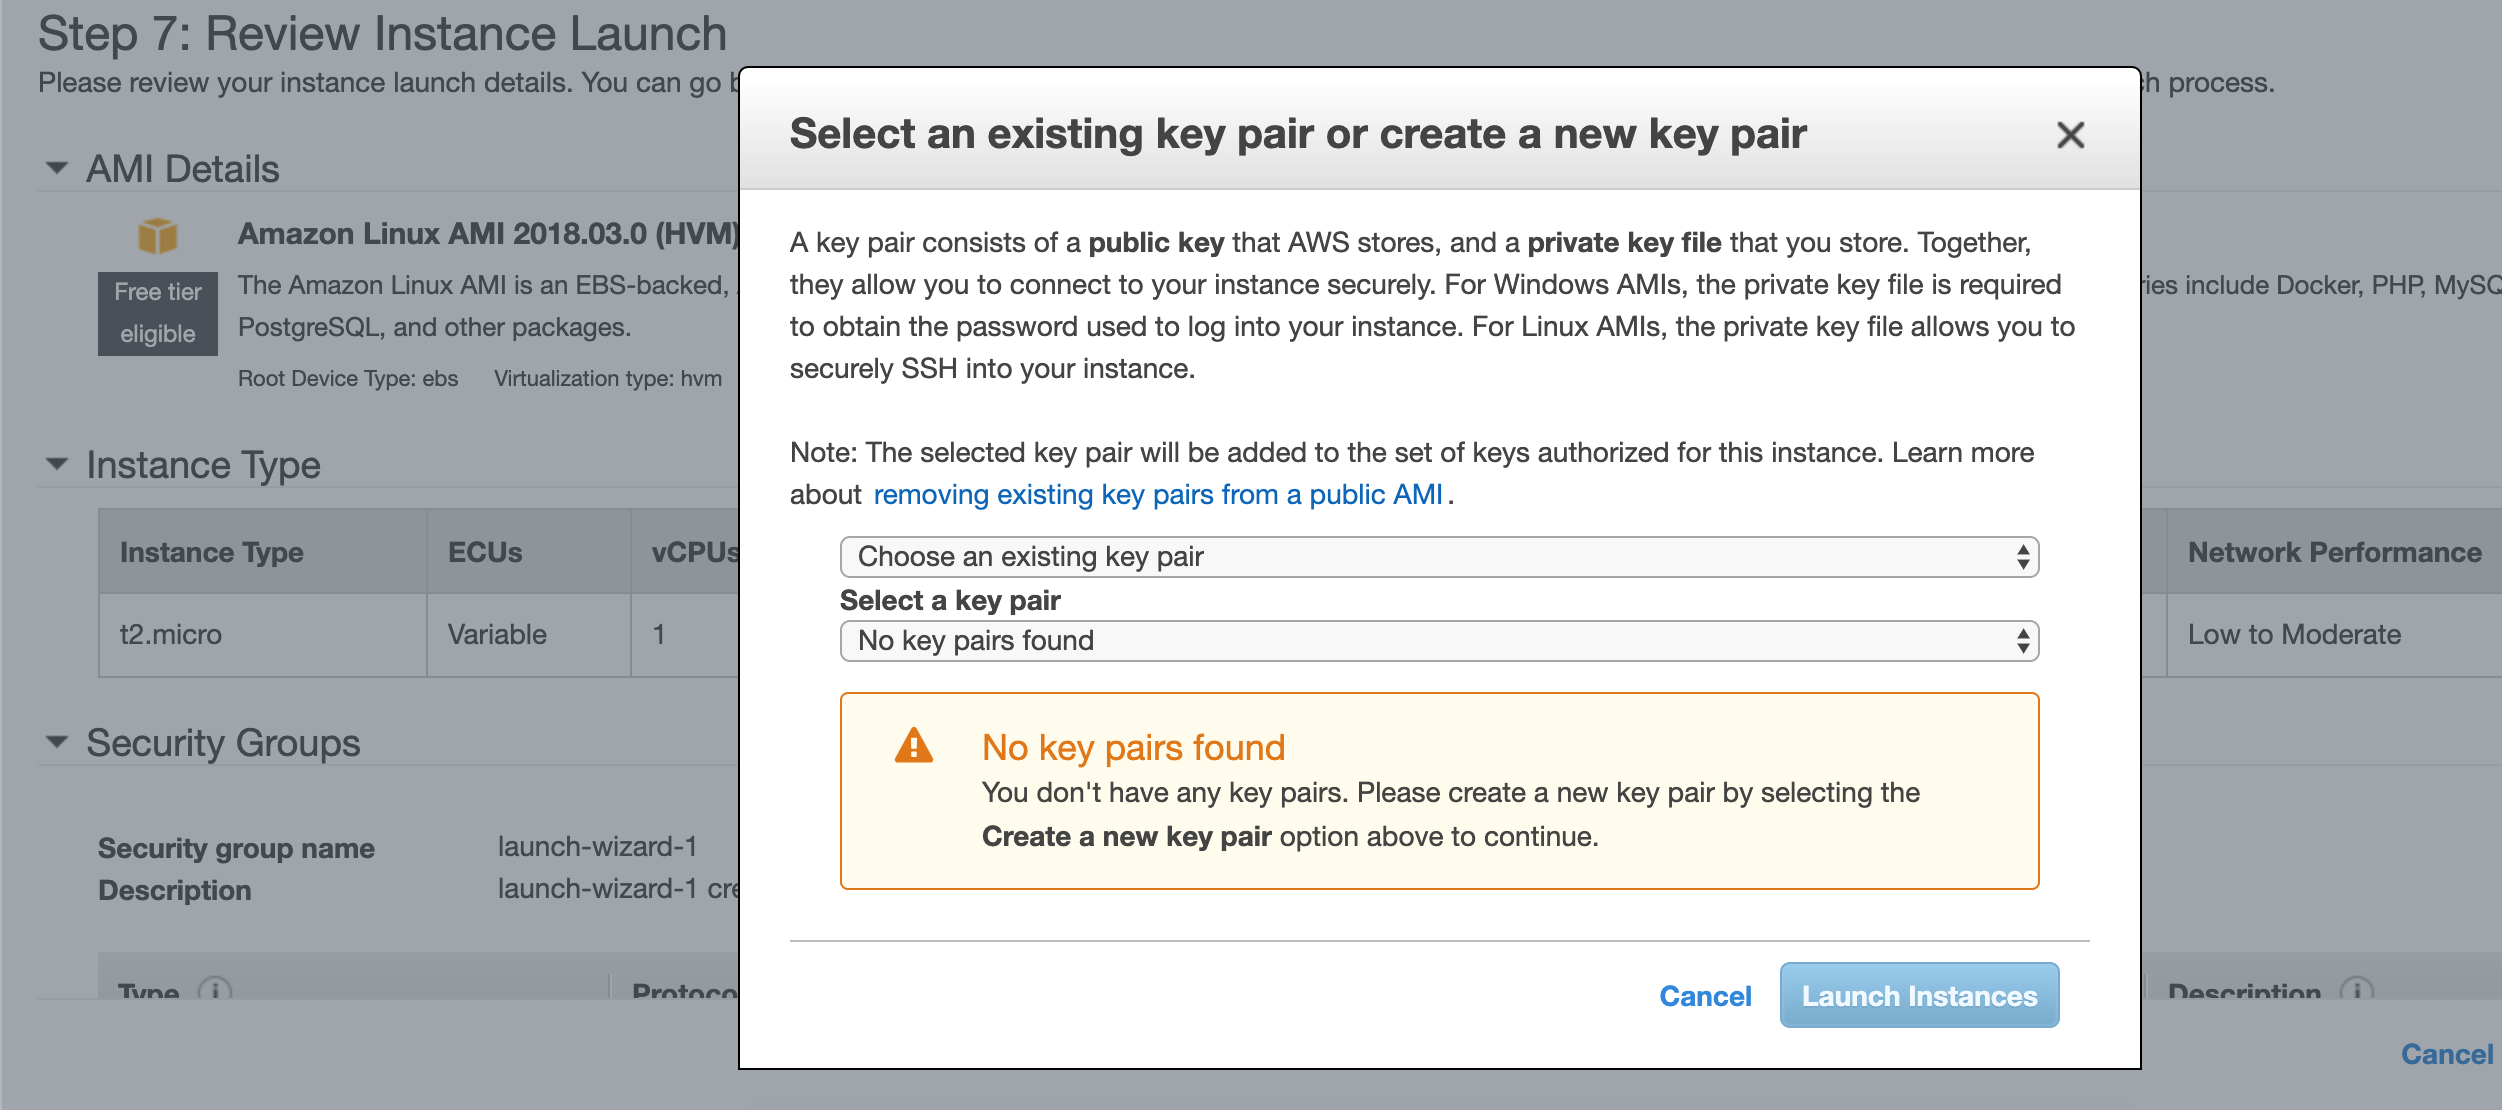 Step 7: Review Instance Launch
Please review your instance launch details. You can go
h process.
AMI Details
Amazon Linux AMI 2018.03.0 (HVM)
Free tier
eligible
The Amazon Linux AMI is an EBS-backed,
ries include Docker, PHP, MySQ
PostgreSQL, and other packages.
Root Device Type: ebs Virtualization type: hvm
Instance Type
Instance Type ECUs vCPUs Network Performance
t2.micro Variable 1 Low to Moderate
Security Groups
Security group name launch-wizard-1
Description launch-wizard-1 cre
Type Protoco Description
Cancel
Select an existing key pair or create a new key pair
A key pair consists of a public key that AWS stores, and a private key file that you store. Together,
they allow you to connect to your instance securely. For Windows AMIs, the private key file is required
to obtain the password used to log into your instance. For Linux AMIs, the private key file allows you to
securely SSH into your instance.
Note: The selected key pair will be added to the set of keys authorized for this instance. Learn more
about removing existing key pairs from a public AMI .
Choose an existing key pair
Select a key pair
No key pairs found
No key pairs found
You don't have any key pairs. Please create a new key pair by selecting the
Create a new key pair option above to continue.
Cancel Launch Instances